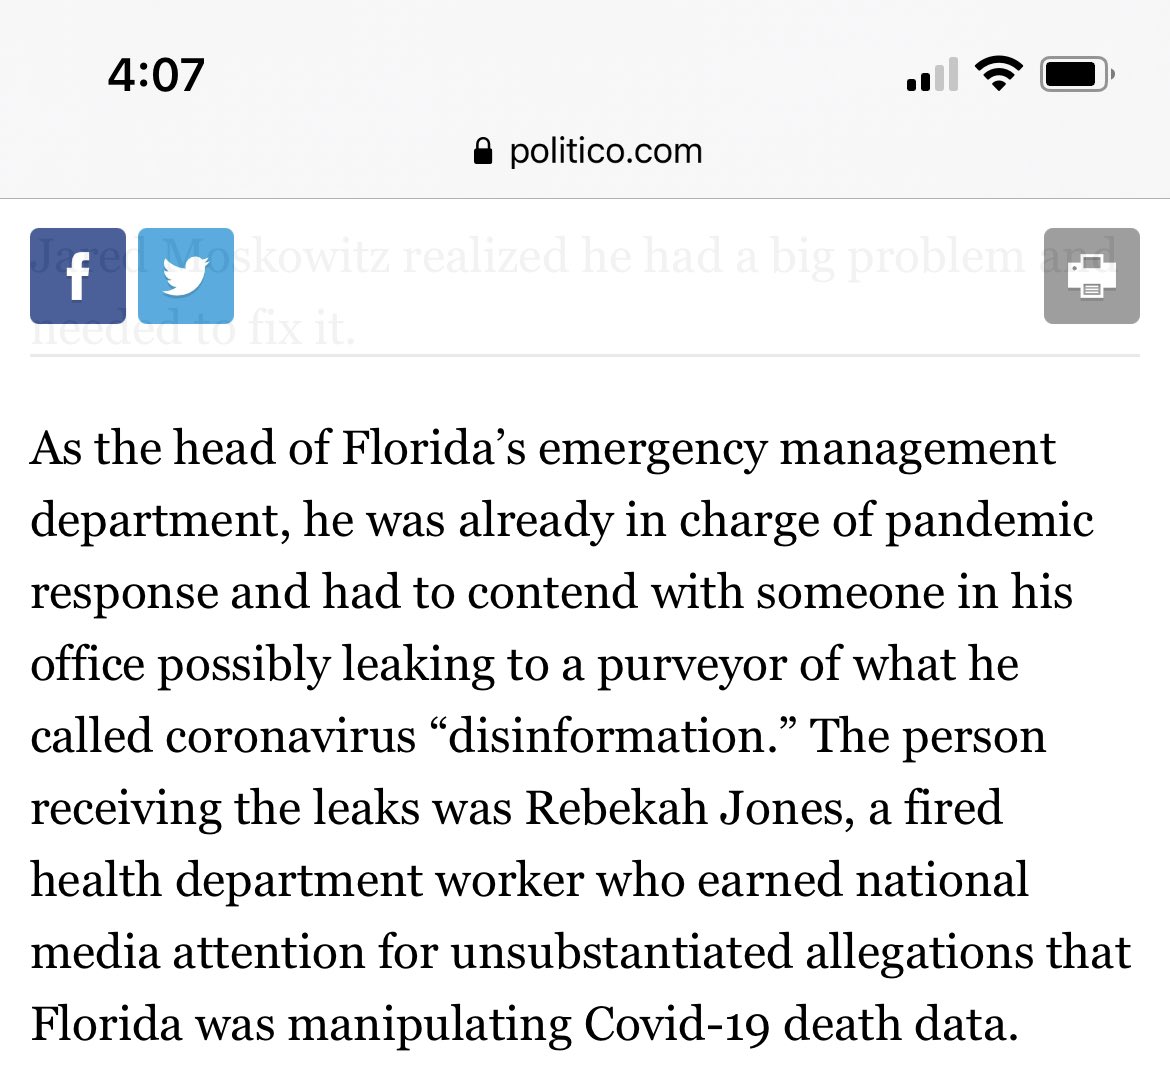 4:07
politico.com
Jared Moskowitz realized he had a big problem and
needed to fix it.
As the head of Florida’s emergency management
department, he was already in charge of pandemic
response and had to contend with someone in his
office possibly leaking to a purveyor of what he
called coronavirus “disinformation.” The person
receiving the leaks was Rebekah Jones, a fired
health department worker who earned national
media attention for unsubstantiated allegations that
Florida was manipulating Covid-19 death data.